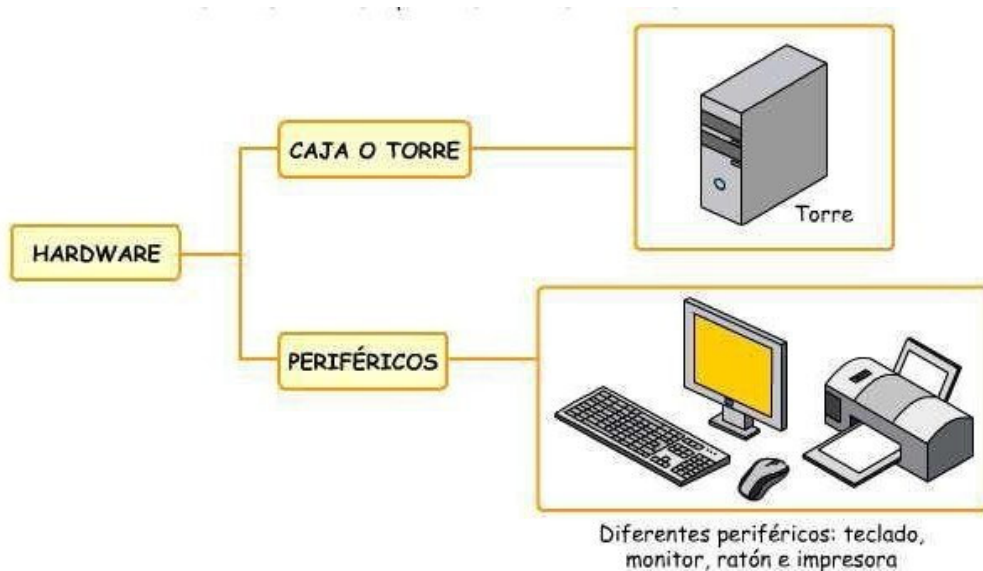 CAJA O TORRE
Torre
HARDWARE
PERIFÉRICOS
Diferentes periféricos: teclado,
monitor, ratón e impresora